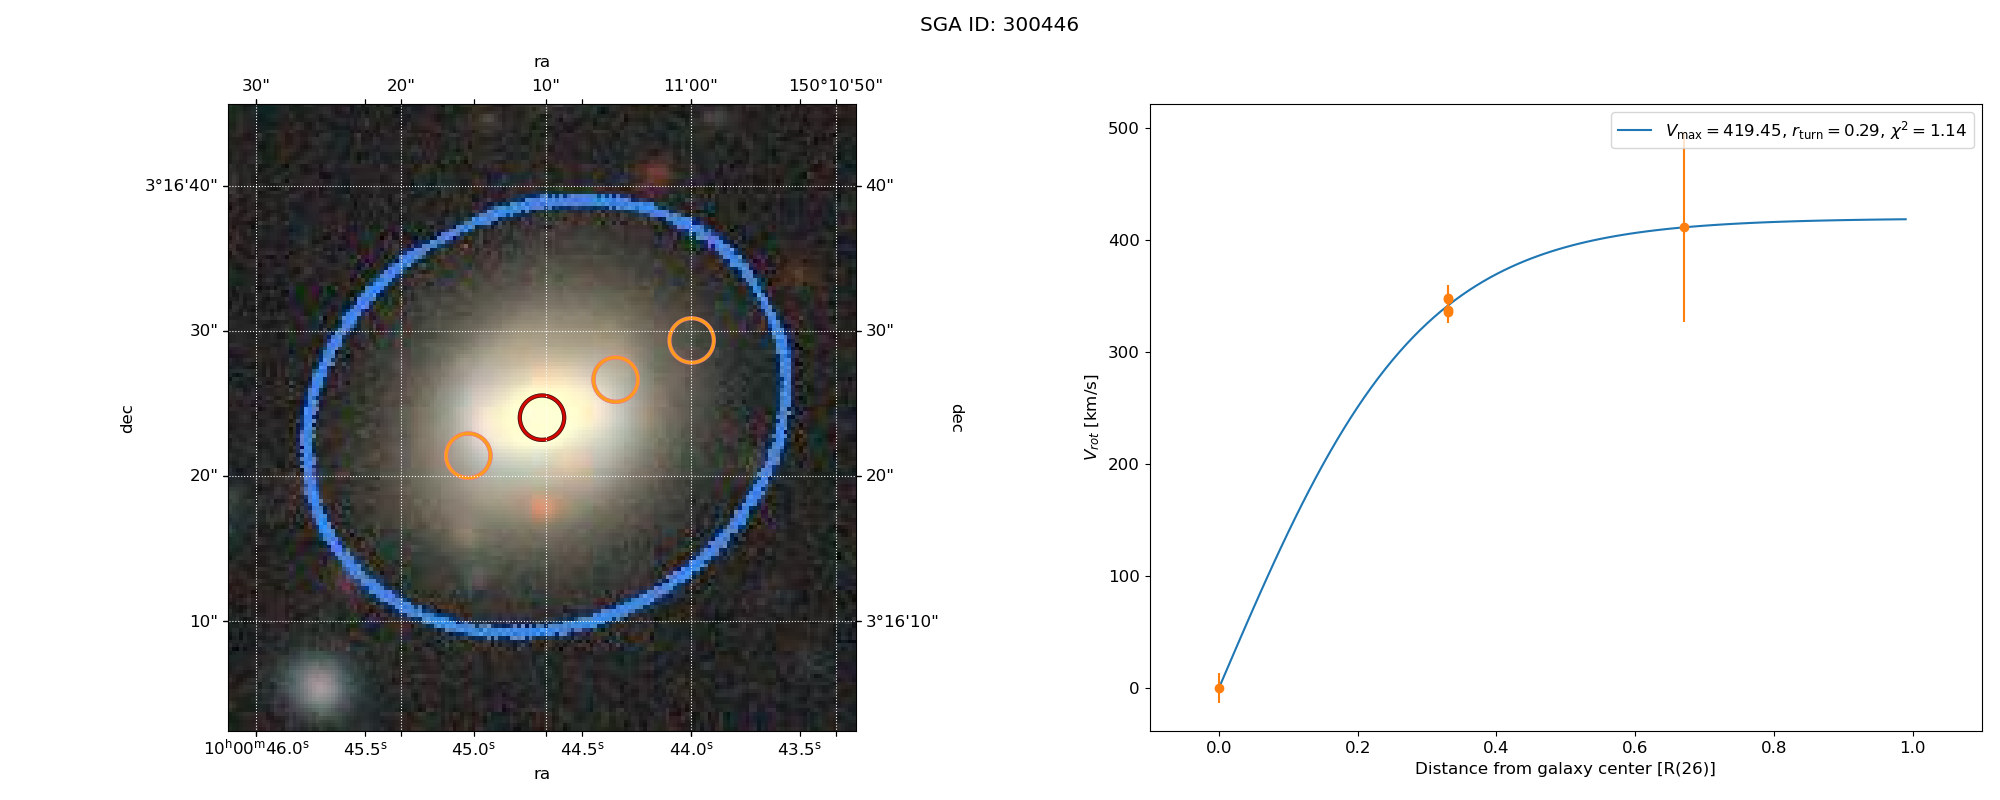 SGA ID: 300446
ra
30" 20" 10" 11'00" 150°10'50"
3°16'40"
30"
20"
10"
dec
40"
30"
20"
3°16'10"
dec
10ʰ00ᵐ46.0ˢ 45.5ˢ 45.0ˢ 44.5ˢ 44.0ˢ 43.5ˢ
ra
V_max = 419.45, r_turn = 0.29, χ² = 1.14
500
400
300
200
100
0
V_rot [km/s]
0.0 0.2 0.4 0.6 0.8 1.0
Distance from galaxy center [R(26)]